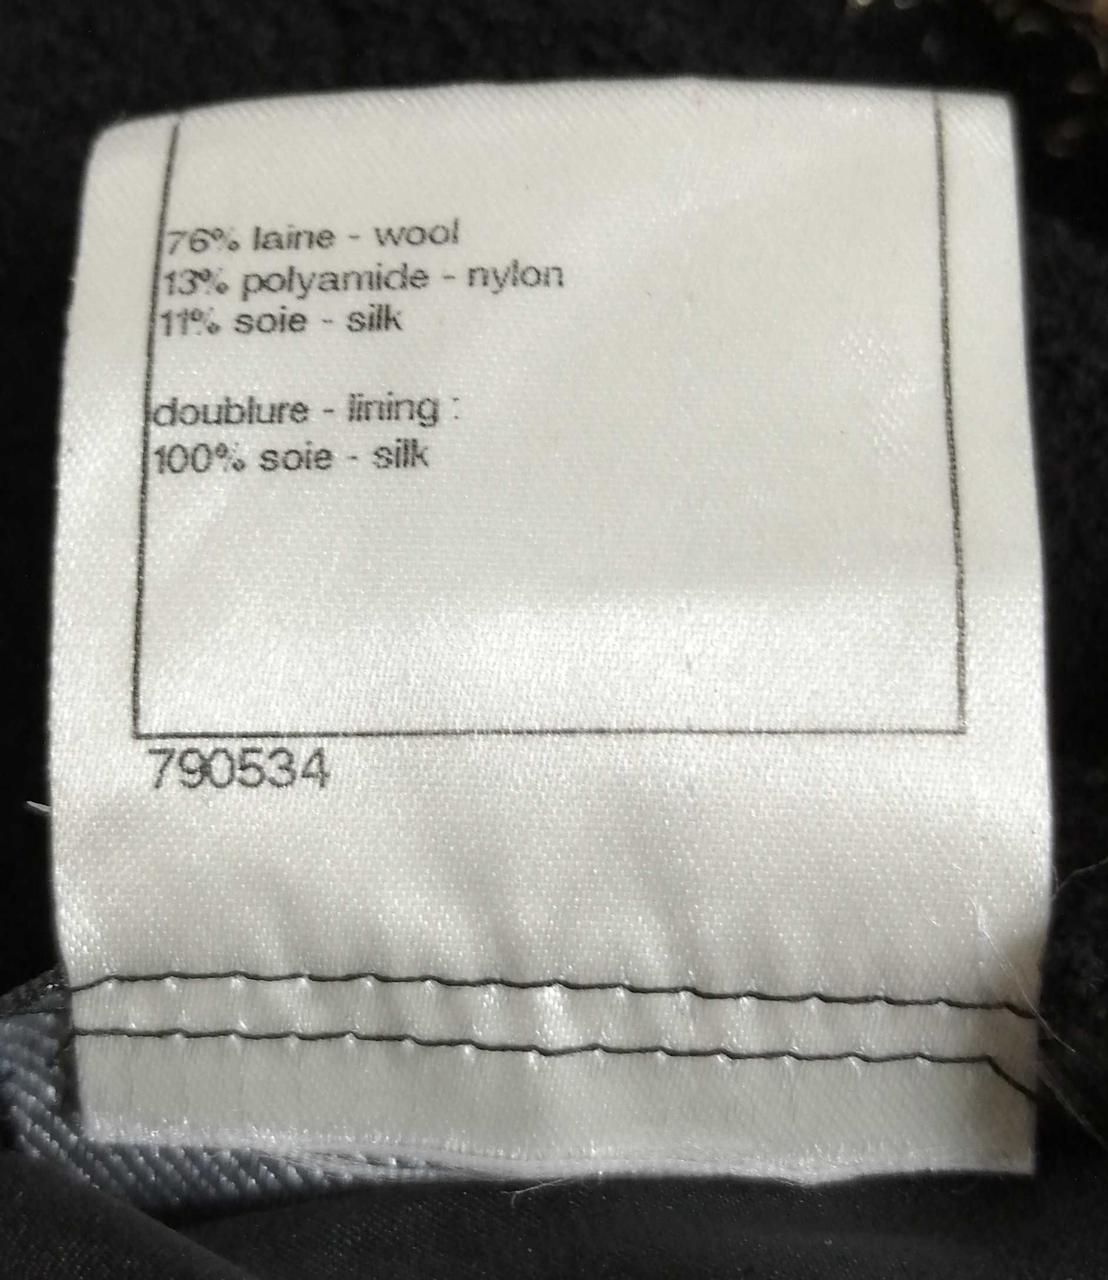 76% laine - wool
13% polyamide - nylon
11% soie - silk
doublure - lining :
100% soie - silk
790534